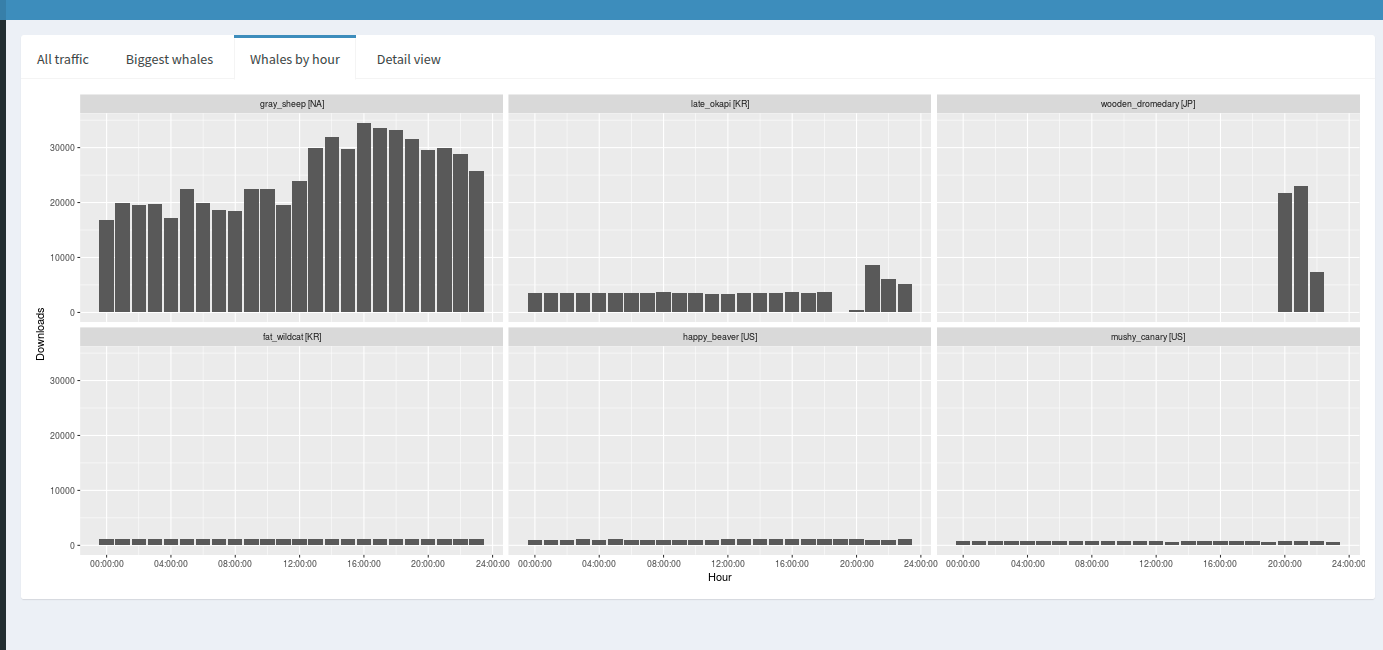 All traffic Biggest whales Whales by hour Detail view
gray_sheep [NA] late_okapi [KR] wooden_dromedary [JP]
30000
20000
10000
0
Downloads
fat_wildcat [KR] happy_beaver [US] mushy_canary [US]
30000
20000
10000
0
00:00:00 04:00:00 08:00:00 12:00:00 16:00:00 20:00:00 24:00:00 00:00:00 04:00:00 08:00:00 12:00:00 16:00:00 20:00:00 24:00:00 00:00:00 04:00:00 08:00:00 12:00:00 16:00:00 20:00:00 24:00:00
Hour